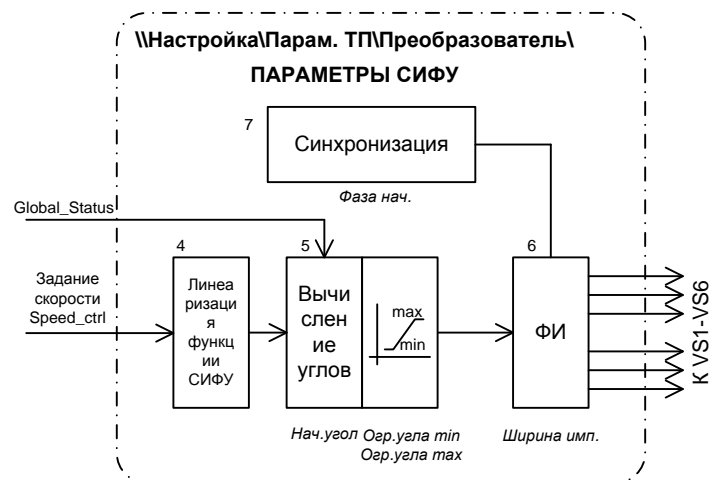 \\Настройка\Парам. ТП\Преобразователь\
ПАРАМЕТРЫ СИФУ
7
Синхронизация
Фаза нач.
Global_Status
4
5
6
Задание
скорости
Speed_ctrl
Линеа
ризаци
я
функц
ии
СИФУ
Вычи
слен
ие
углов
max
min
ФИ
К VS1-VS6
Нач.угол
Огр.угла min
Огр.угла max
Ширина имп.